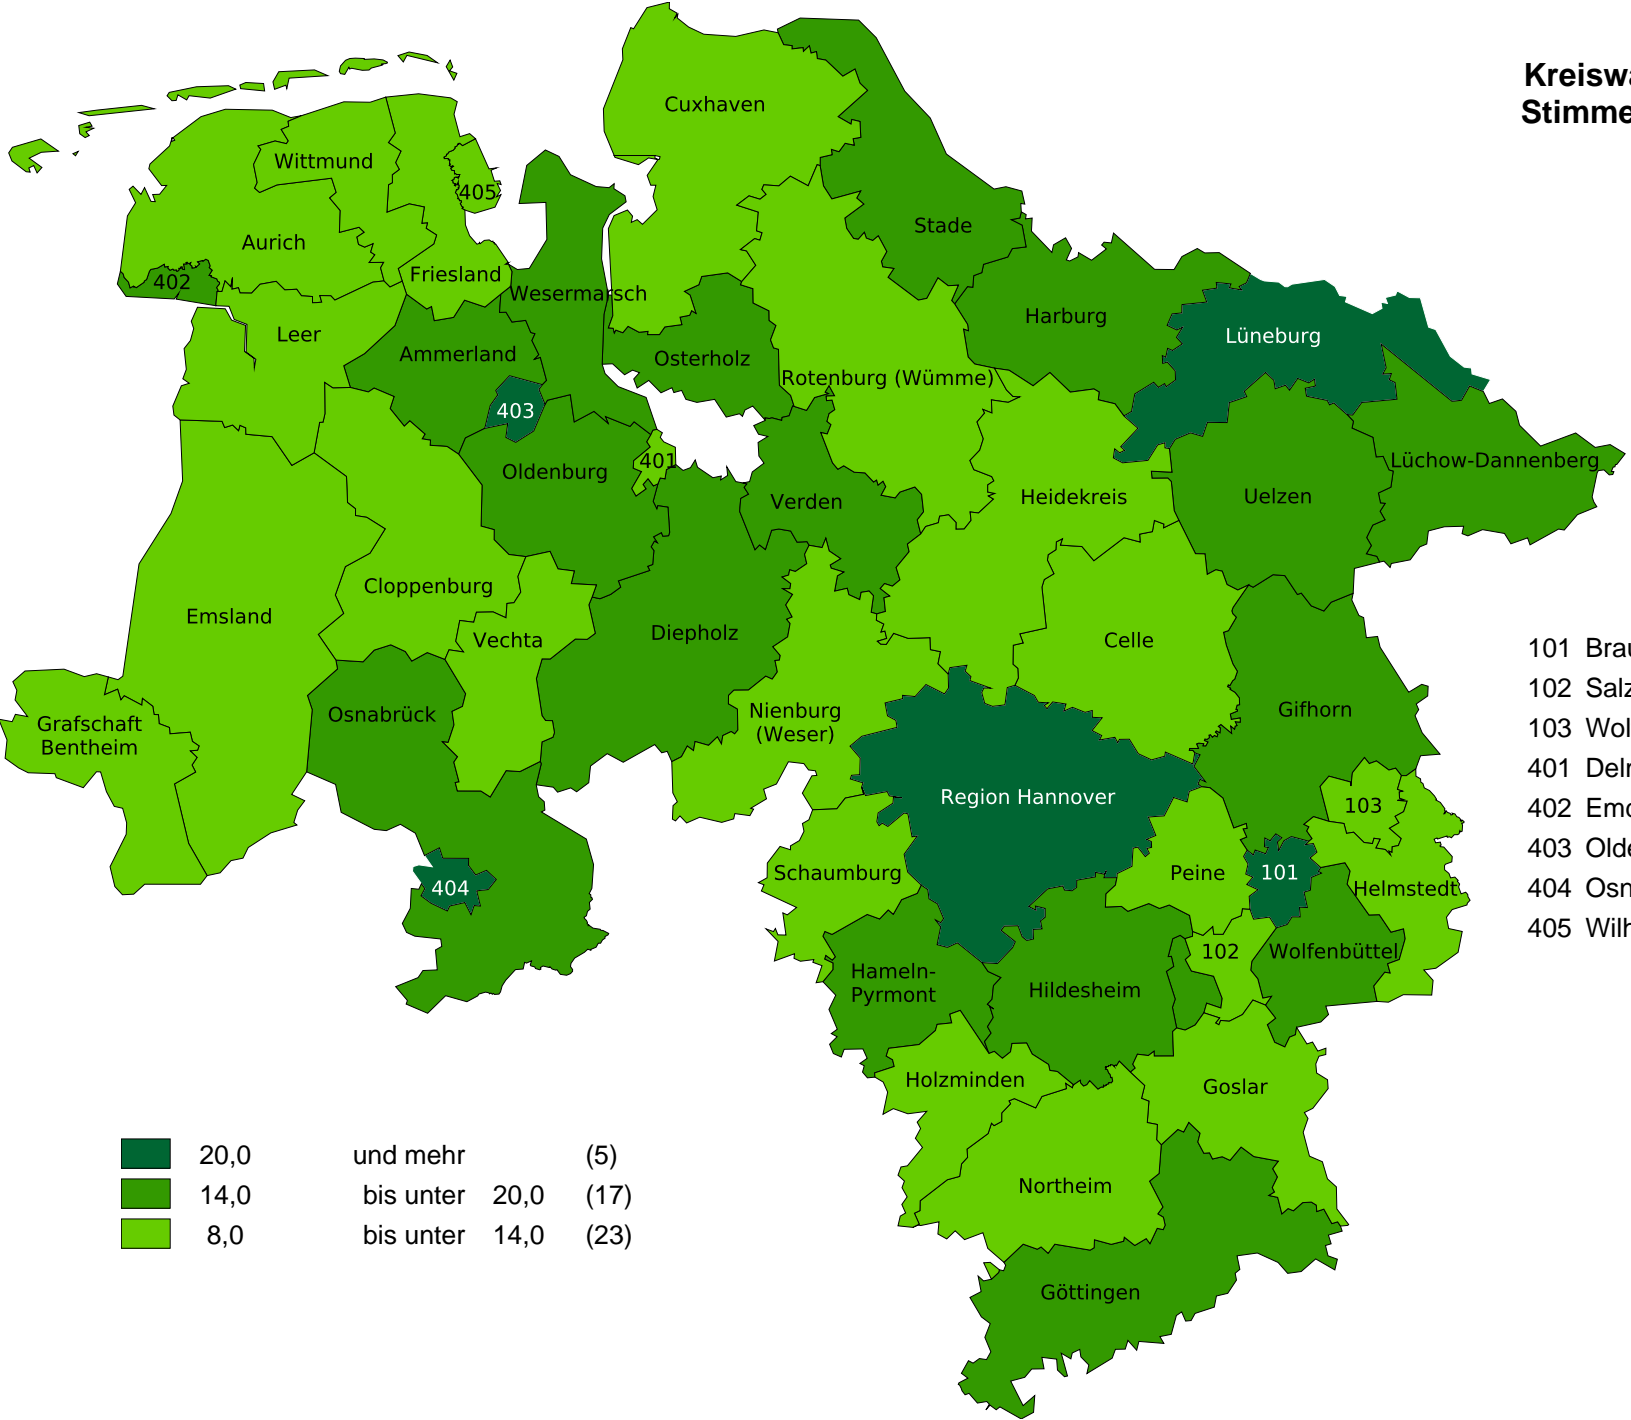 Kreiswa
Stimme
Cuxhaven
Wittmund
405
Stade
Aurich
Friesland
402
Wesermarsch
Harburg
Leer
Lüneburg
Ammerland
Osterholz
Rotenburg (Wümme)
403
401
Lüchow-Dannenberg
Oldenburg
Verden
Heidekreis
Uelzen
Cloppenburg
Emsland
Diepholz
Vechta
Celle
101 Brau
102 Salz
103 Wol
401 Delm
402 Emd
403 Olde
404 Osn
405 Wilh
Osnabrück
Nienburg
(Weser)
Gifhorn
Grafschaft
Bentheim
Region Hannover
103
Schaumburg
Peine
101
404
Helmstedt
102
Wolfenbüttel
Hameln-
Pyrmont
Hildesheim
Holzminden
Goslar
Northeim
Göttingen
20,0 und mehr (5)
14,0 bis unter 20,0 (17)
8,0 bis unter 14,0 (23)